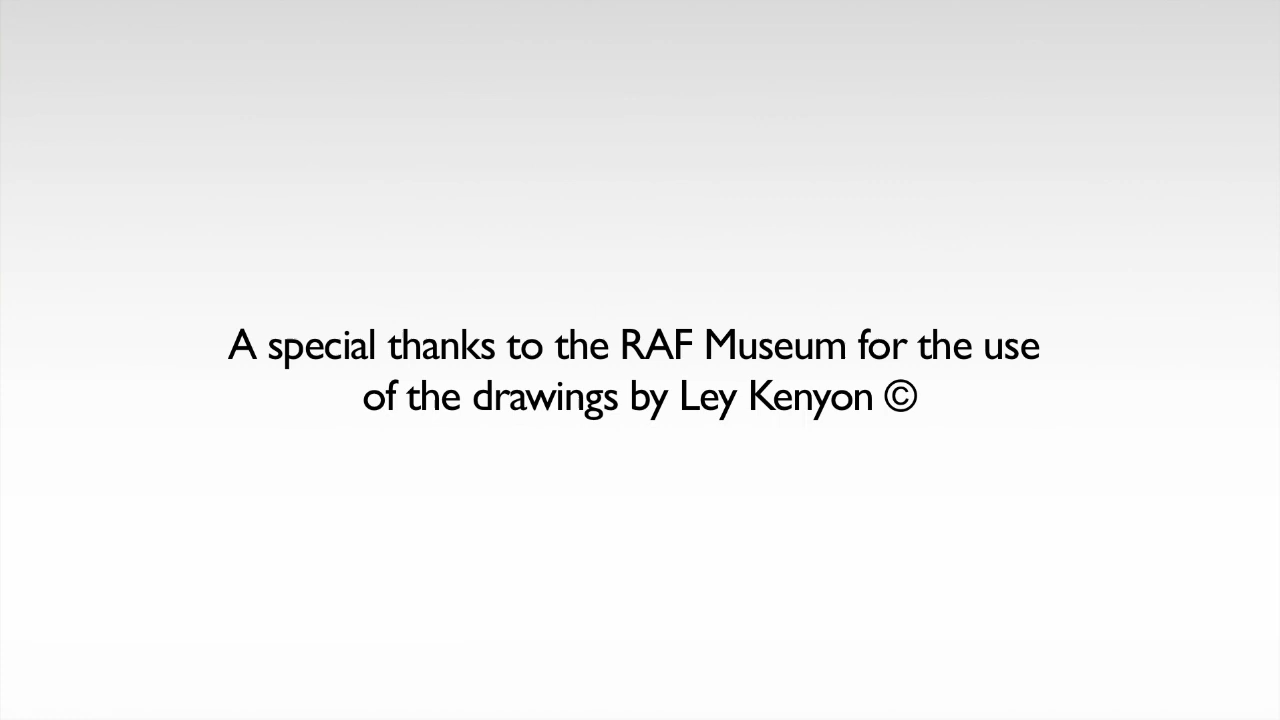 A special thanks to the RAF Museum for the use
of the drawings by Ley Kenyon ©